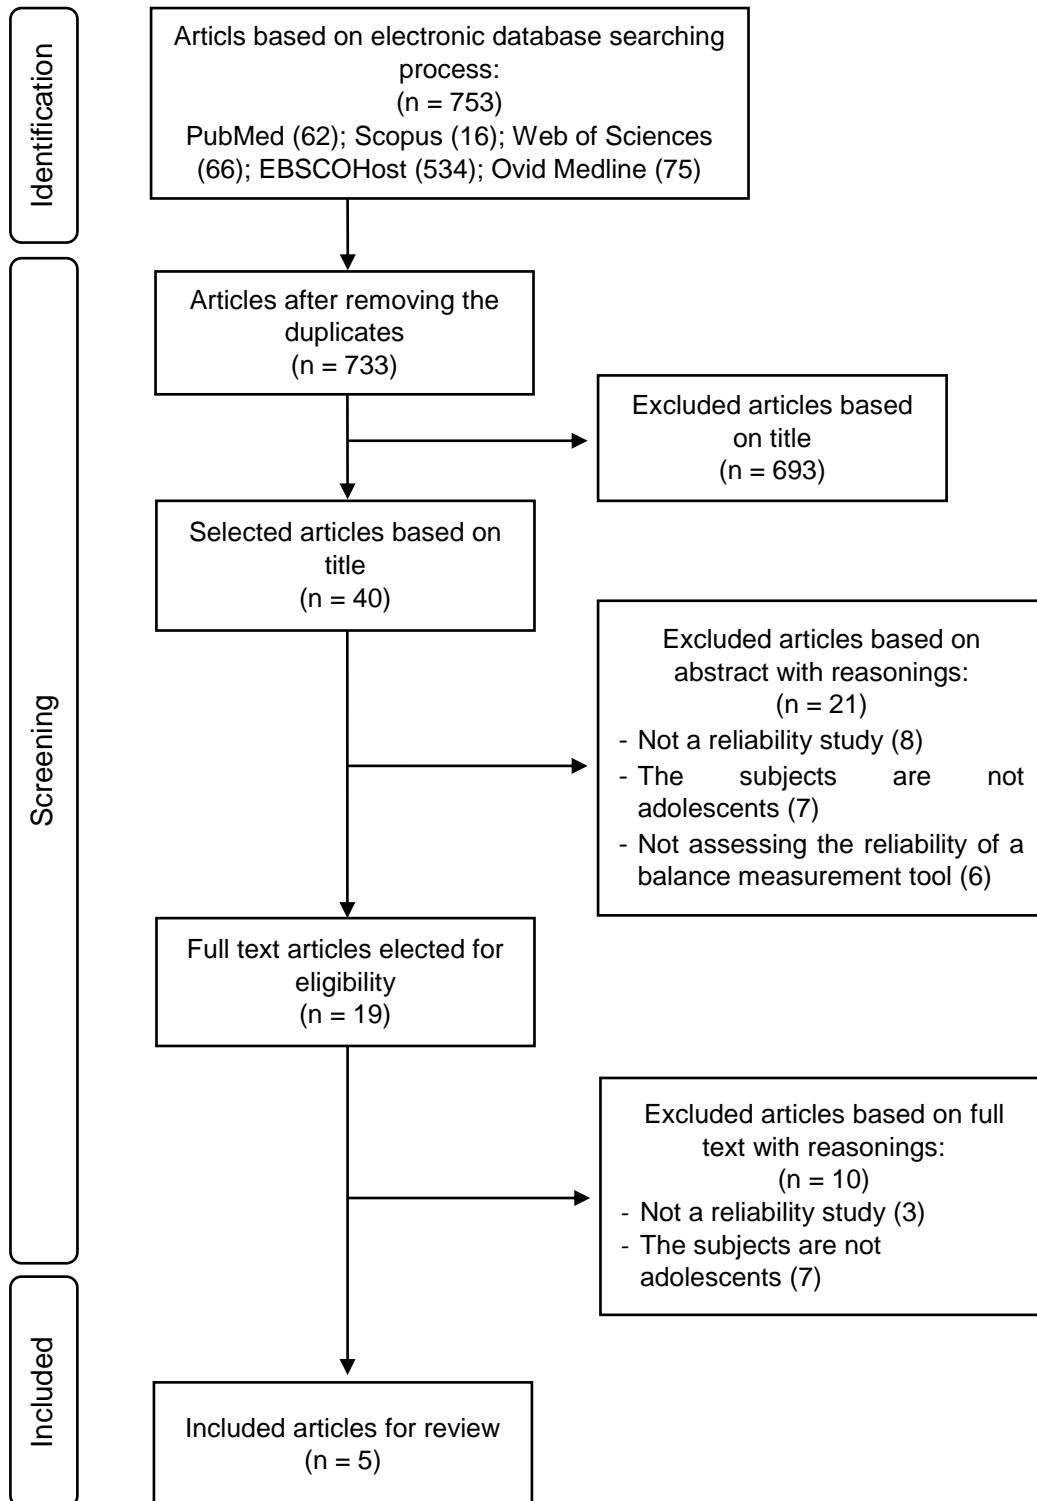 Identification
Articls based on electronic database searching
process:
(n = 753)
PubMed (62); Scopus (16); Web of Sciences
(66); EBSCOHost (534); Ovid Medline (75)
Screening
Articles after removing the
duplicates
(n = 733)
Excluded articles based
on title
(n = 693)
Selected articles based on
title
(n = 40)
Excluded articles based on
abstract with reasonings:
(n = 21)
- Not a reliability study (8)
- The subjects are not
adolescents (7)
- Not assessing the reliability of a
balance measurement tool (6)
Full text articles elected for
eligibility
(n = 19)
Excluded articles based on full
text with reasonings:
(n = 10)
- Not a reliability study (3)
- The subjects are not
adolescents (7)
Included
Included articles for review
(n = 5)